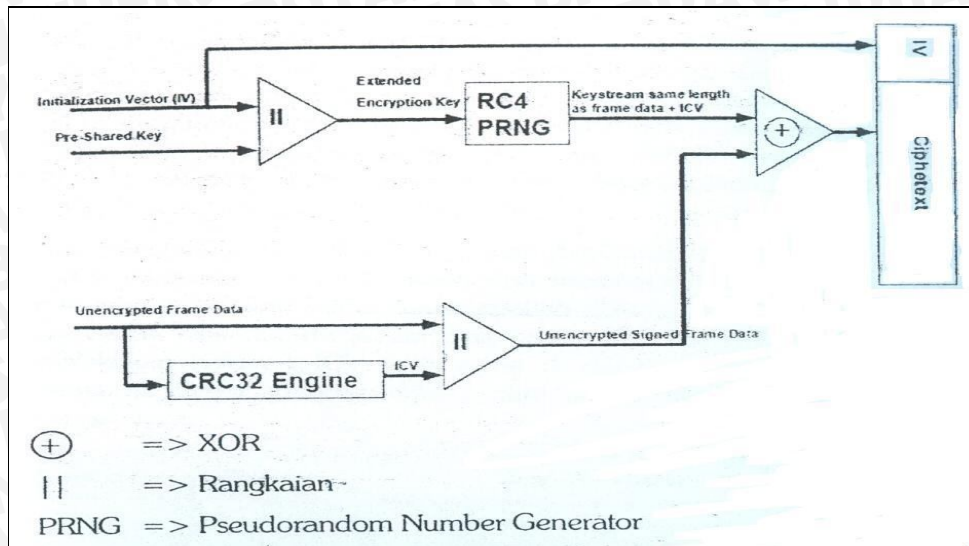 Initialization Vector (IV)
Pre-Shared Key
||
Extended
Encryption Key
RC4
PRNG
Keystream same length
as frame data + ICV
+
IV
Ciphetext
Unencrypted Frame Data
CRC32 Engine
ICV
||
Unencrypted Signed Frame Data
+ => XOR
|| => Rangkaian
PRNG => Pseudorandom Number Generator